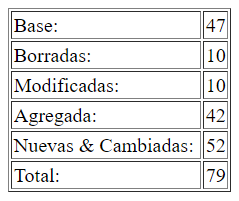 Base: 47
Borradas: 10
Modificadas: 10
Agregada: 42
Nuevas & Cambiadas: 52
Total: 79